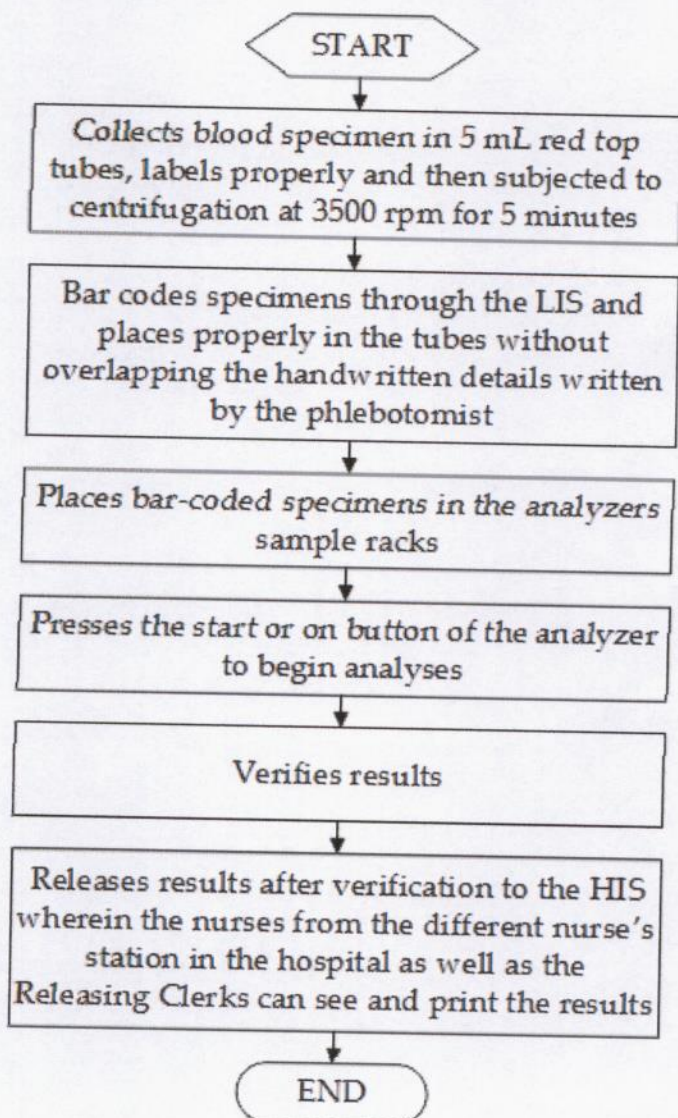 START
Collects blood specimen in 5 mL red top
tubes, labels properly and then subjected to
centrifugation at 3500 rpm for 5 minutes
Bar codes specimens through the LIS and
places properly in the tubes without
overlapping the handwritten details written
by the phlebotomist
Places bar-coded specimens in the analyzers
sample racks
Presses the start or on button of the analyzer
to begin analyses
Verifies results
Releases results after verification to the HIS
wherein the nurses from the different nurse's
station in the hospital as well as the
Releasing Clerks can see and print the results
END